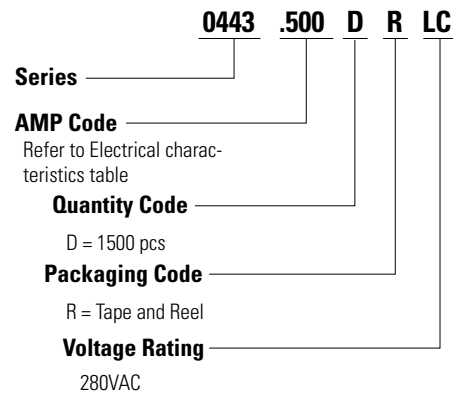 0443 .500 D R LC
Series
AMP Code
Refer to Electrical charac-
teristics table
Quantity Code
D = 1500 pcs
Packaging Code
R = Tape and Reel
Voltage Rating
280VAC